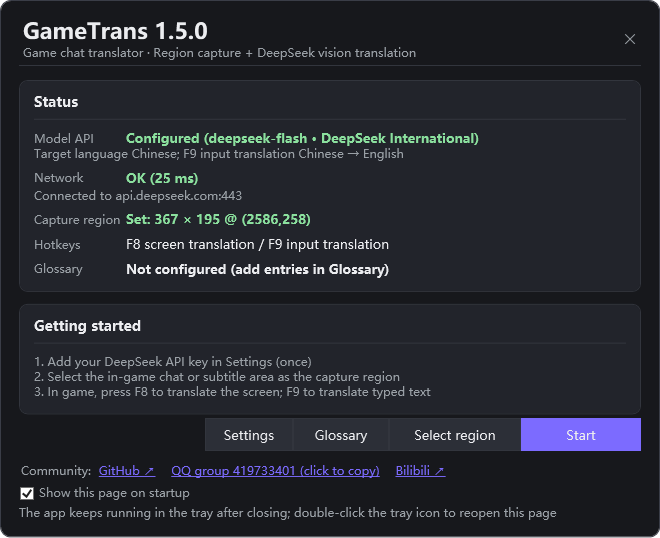 GameTrans 1.5.0
Game chat translator · Region capture + DeepSeek vision translation
Status
Model API Configured (deepseek-flash • DeepSeek International)
Target language Chinese; F9 input translation Chinese → English
Network OK (25 ms)
Connected to api.deepseek.com:443
Capture region Set: 367 × 195 @ (2586,258)
Hotkeys F8 screen translation / F9 input translation
Glossary Not configured (add entries in Glossary)
Getting started
1. Add your DeepSeek API key in Settings (once)
2. Select the in-game chat or subtitle area as the capture region
3. In game, press F8 to translate the screen; F9 to translate typed text
Settings Glossary Select region Start
Community: GitHub ↗ QQ group 419733401 (click to copy) Bilibili ↗
Show this page on startup
The app keeps running in the tray after closing; double-click the tray icon to reopen this page